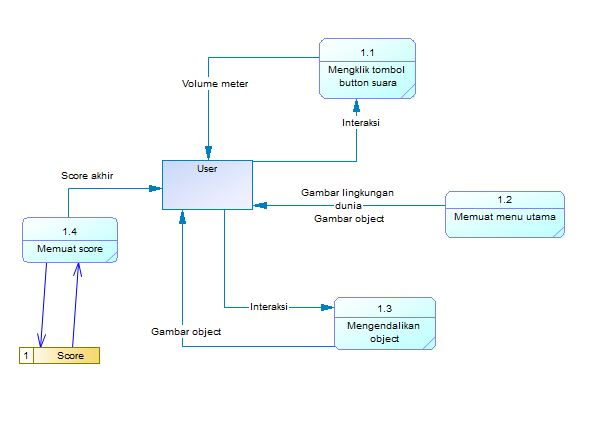 1.1
Mengklik tombol
button suara
Volume meter
Interaksi
User
Score akhir
Gambar lingkungan
dunia
Gambar object
1.2
Memuat menu utama
1.4
Memuat score
Interaksi
1.3
Mengendalikan
object
Gambar object
1 Score